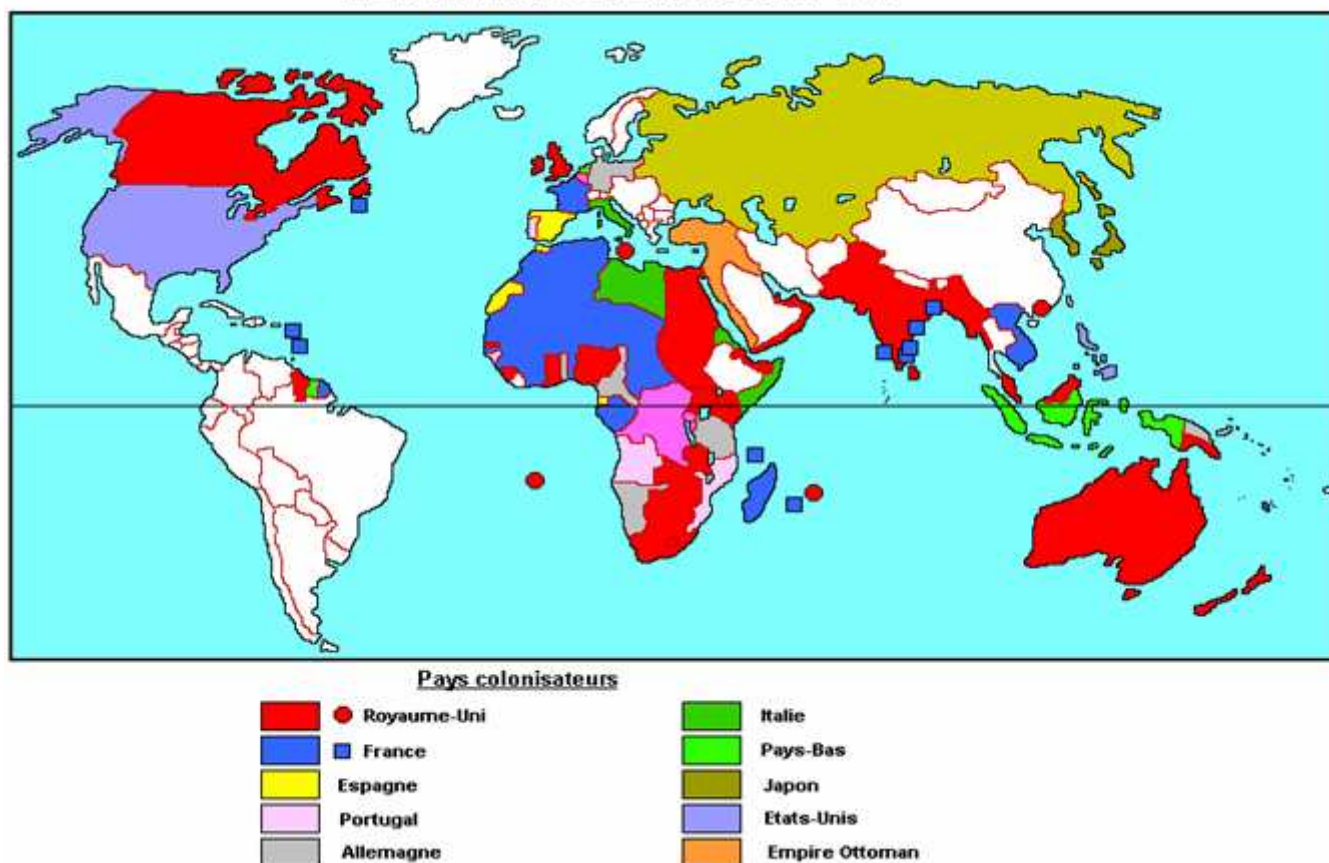 Pays colonisateurs
Royaume-Uni
France
Espagne
Portugal
Allemagne
Italie
Pays-Bas
Japon
Etats-Unis
Empire Ottoman